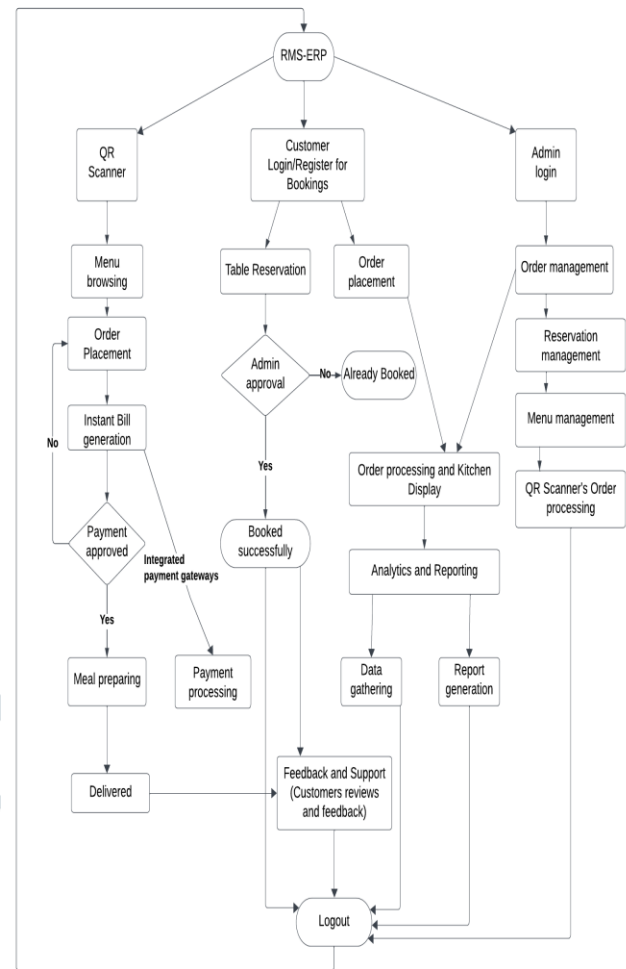 RMS-ERP
QR
Scanner
Customer
Login/Register for
Bookings
Admin
login
Menu
browsing
Table Reservation
Order
placement
Order management
Order
Placement
Reservation
management
Admin
approval
No
Already Booked
Instant Bill
generation
Menu management
No
Yes
Order processing and Kitchen
Display
QR Scanner's Order
processing
Payment
approved
Integrated
payment gateways
Booked
successfully
Analytics and Reporting
Yes
Meal preparing
Payment
processing
Data
gathering
Report
generation
Delivered
Feedback and Support
(Customers reviews
and feedback)
Logout